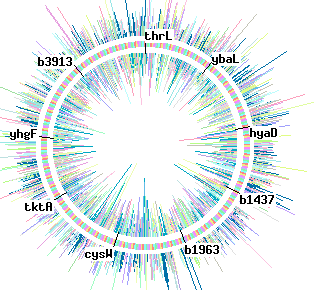 thrL
b3913
ybaL
yhgF
hyaD
tktA
b1437
cysW
b1963